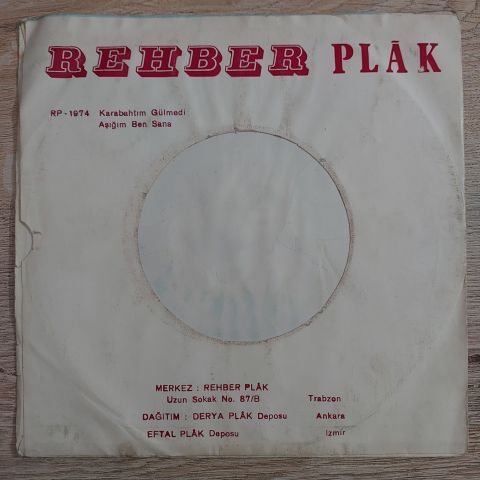 REHBER PLÂK
RP-1974 Karabahtım Gülmedi
Aşığım Ben Sana
MERKEZ : REHBER PLÂK
Uzun Sokak No. 87/B Trabzon
DAĞITIM : DERYA PLÂK Deposu Ankara
EFTAL PLÂK Deposu İzmir